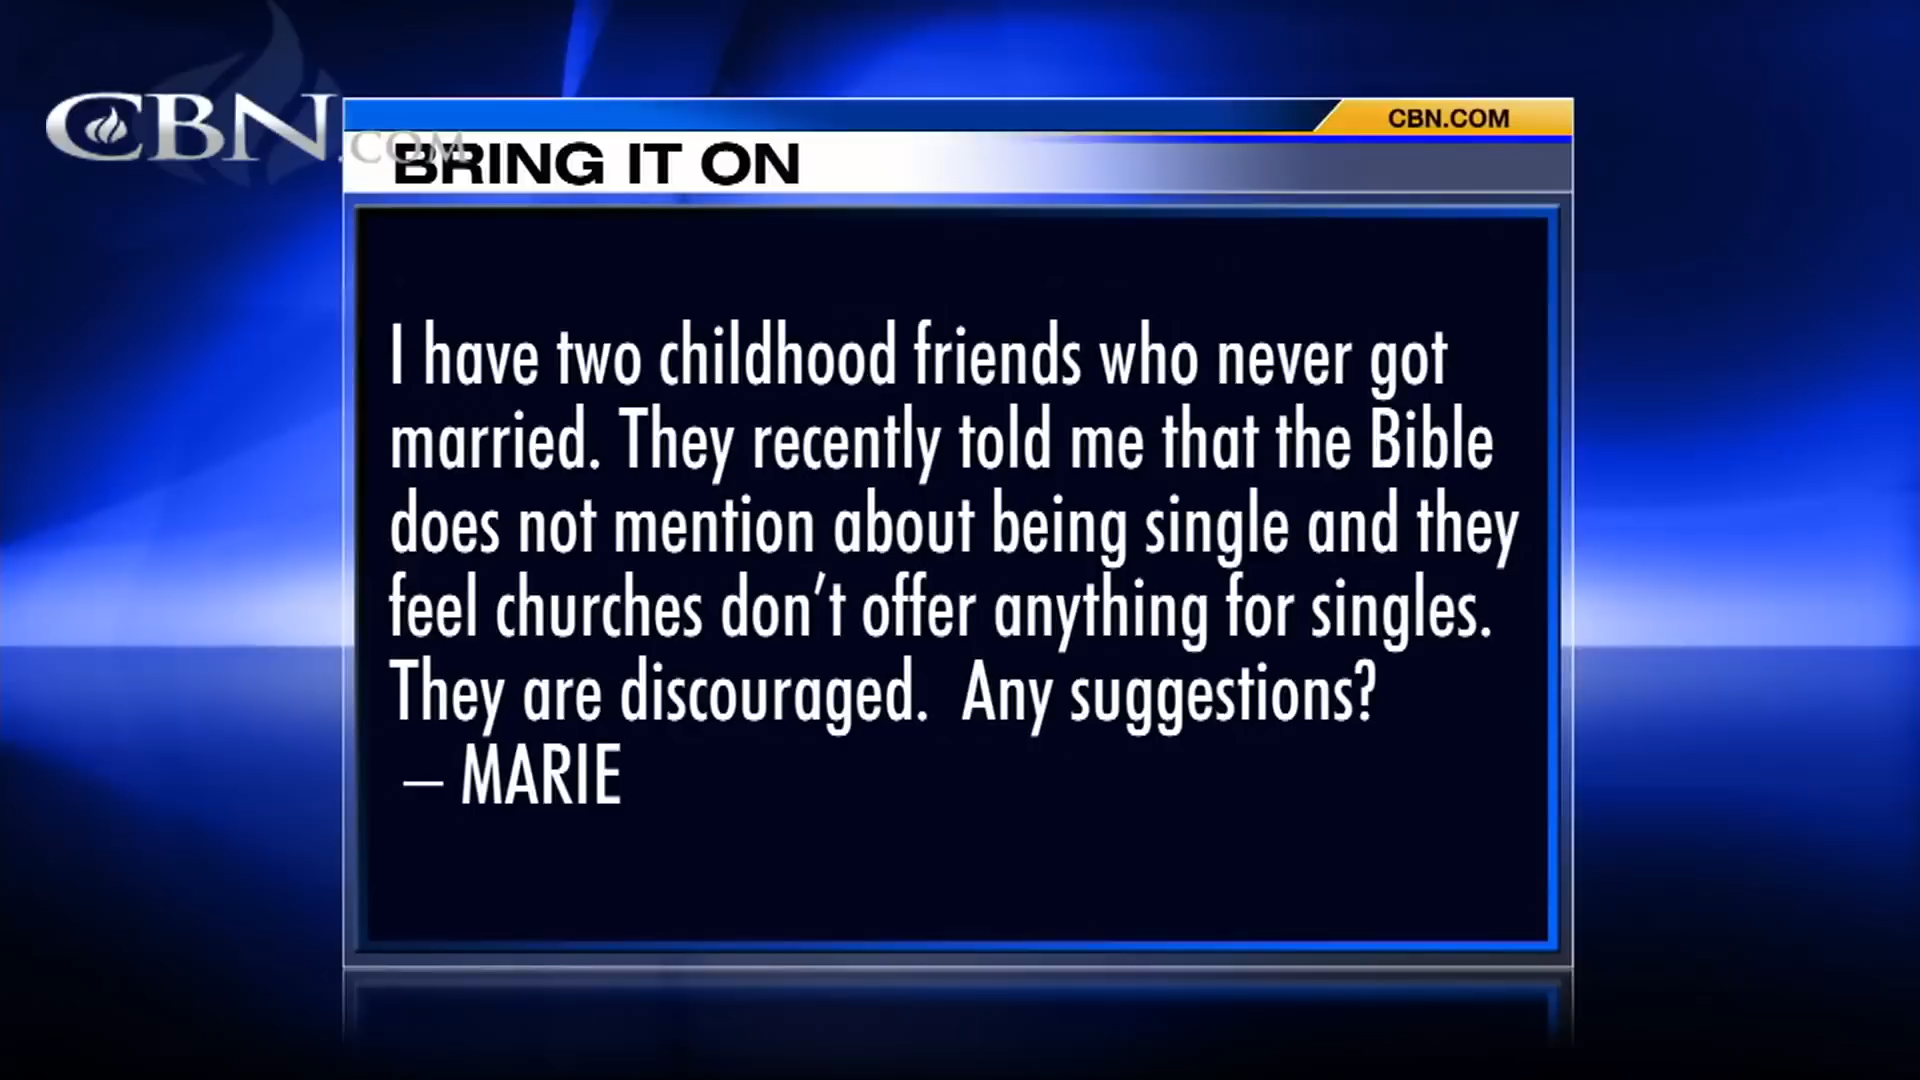 CBN.COM
CBN.COM
BRING IT ON
I have two childhood friends who never got
married. They recently told me that the Bible
does not mention about being single and they
feel churches don't offer anything for singles.
They are discouraged.  Any suggestions?
– MARIE